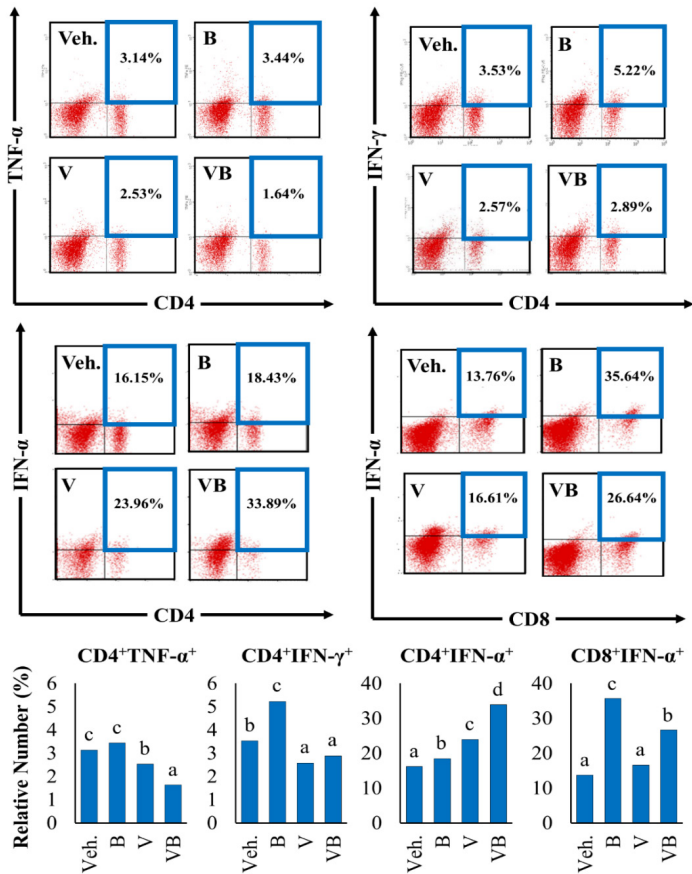 Veh.
3.14%
B
3.44%
V
2.53%
VB
1.64%
TNF-α
CD4
Veh.
3.53%
B
5.22%
V
2.57%
VB
2.89%
IFN-γ
CD4
Veh.
16.15%
B
18.43%
V
23.96%
VB
33.89%
IFN-α
CD4
Veh.
13.76%
B
35.64%
V
16.61%
VB
26.64%
IFN-α
CD8
Relative Number (%)
CD4⁺TNF-α⁺
6
5
4
3
2
1
0
c
c
b
a
Veh.
B
V
VB
CD4⁺IFN-γ⁺
6
5
4
3
2
1
0
b
c
a
a
Veh.
B
V
VB
CD4⁺IFN-α⁺
40
30
20
10
0
a
b
c
d
Veh.
B
V
VB
CD8⁺IFN-α⁺
40
30
20
10
0
a
c
a
b
Veh.
B
V
VB